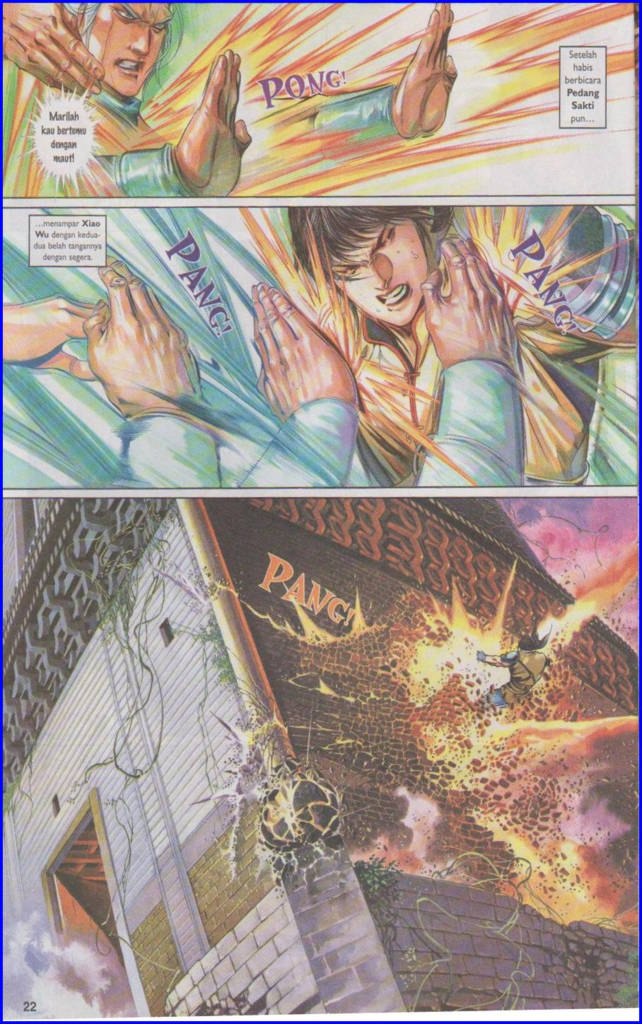 Marilah
kau bertemu
dengan
maut!
PONG!
Setelah
habis
berbicara
Pedang
Sakti
pun...
...menampar Xiao
Wu dengan kedua-
dua belah tangannya
dengan segera.
PANG!
PANG!
PANG!
22